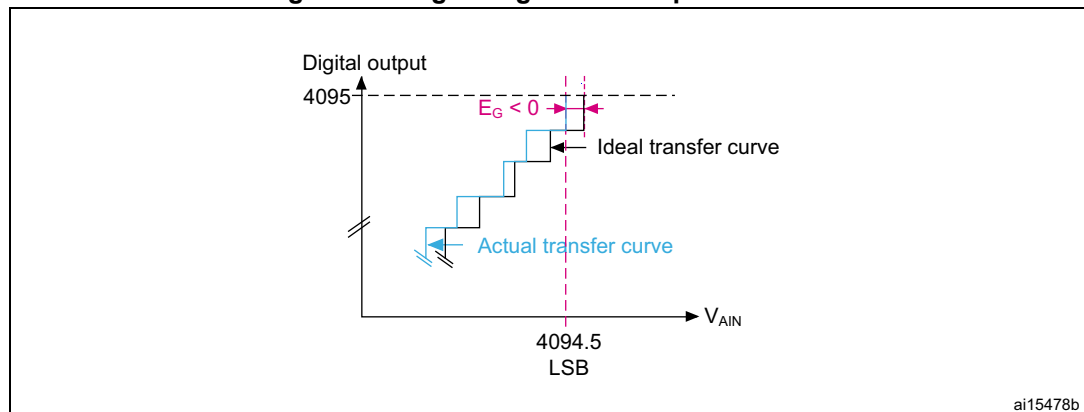 Digital output
4095
E_G < 0
Ideal transfer curve
Actual transfer curve
V_AIN
4094.5
LSB
ai15478b